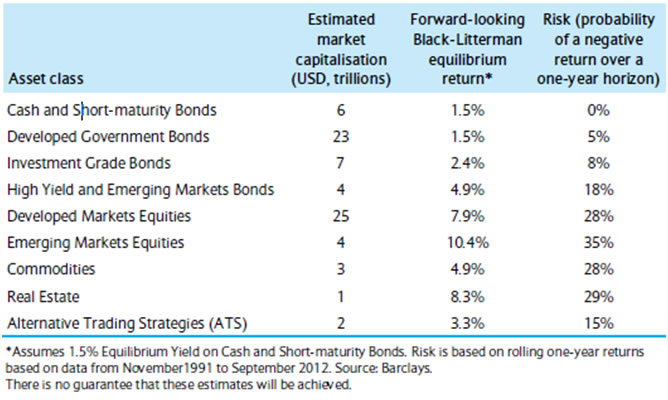 Estimated market capitalisation (USD, trillions)
Forward-looking Black-Litterman equilibrium return*
Risk (probability of a negative return over a one-year horizon)
Asset class
Cash and Short-maturity Bonds 6 1.5% 0%
Developed Government Bonds 23 1.5% 5%
Investment Grade Bonds 7 2.4% 8%
High Yield and Emerging Markets Bonds 4 4.9% 18%
Developed Markets Equities 25 7.9% 28%
Emerging Markets Equities 4 10.4% 35%
Commodities 3 4.9% 28%
Real Estate 1 8.3% 29%
Alternative Trading Strategies (ATS) 2 3.3% 15%
*Assumes 1.5% Equilibrium Yield on Cash and Short-maturity Bonds. Risk is based on rolling one-year returns
based on data from November1991 to September 2012. Source: Barclays.
There is no guarantee that these estimates will be achieved.